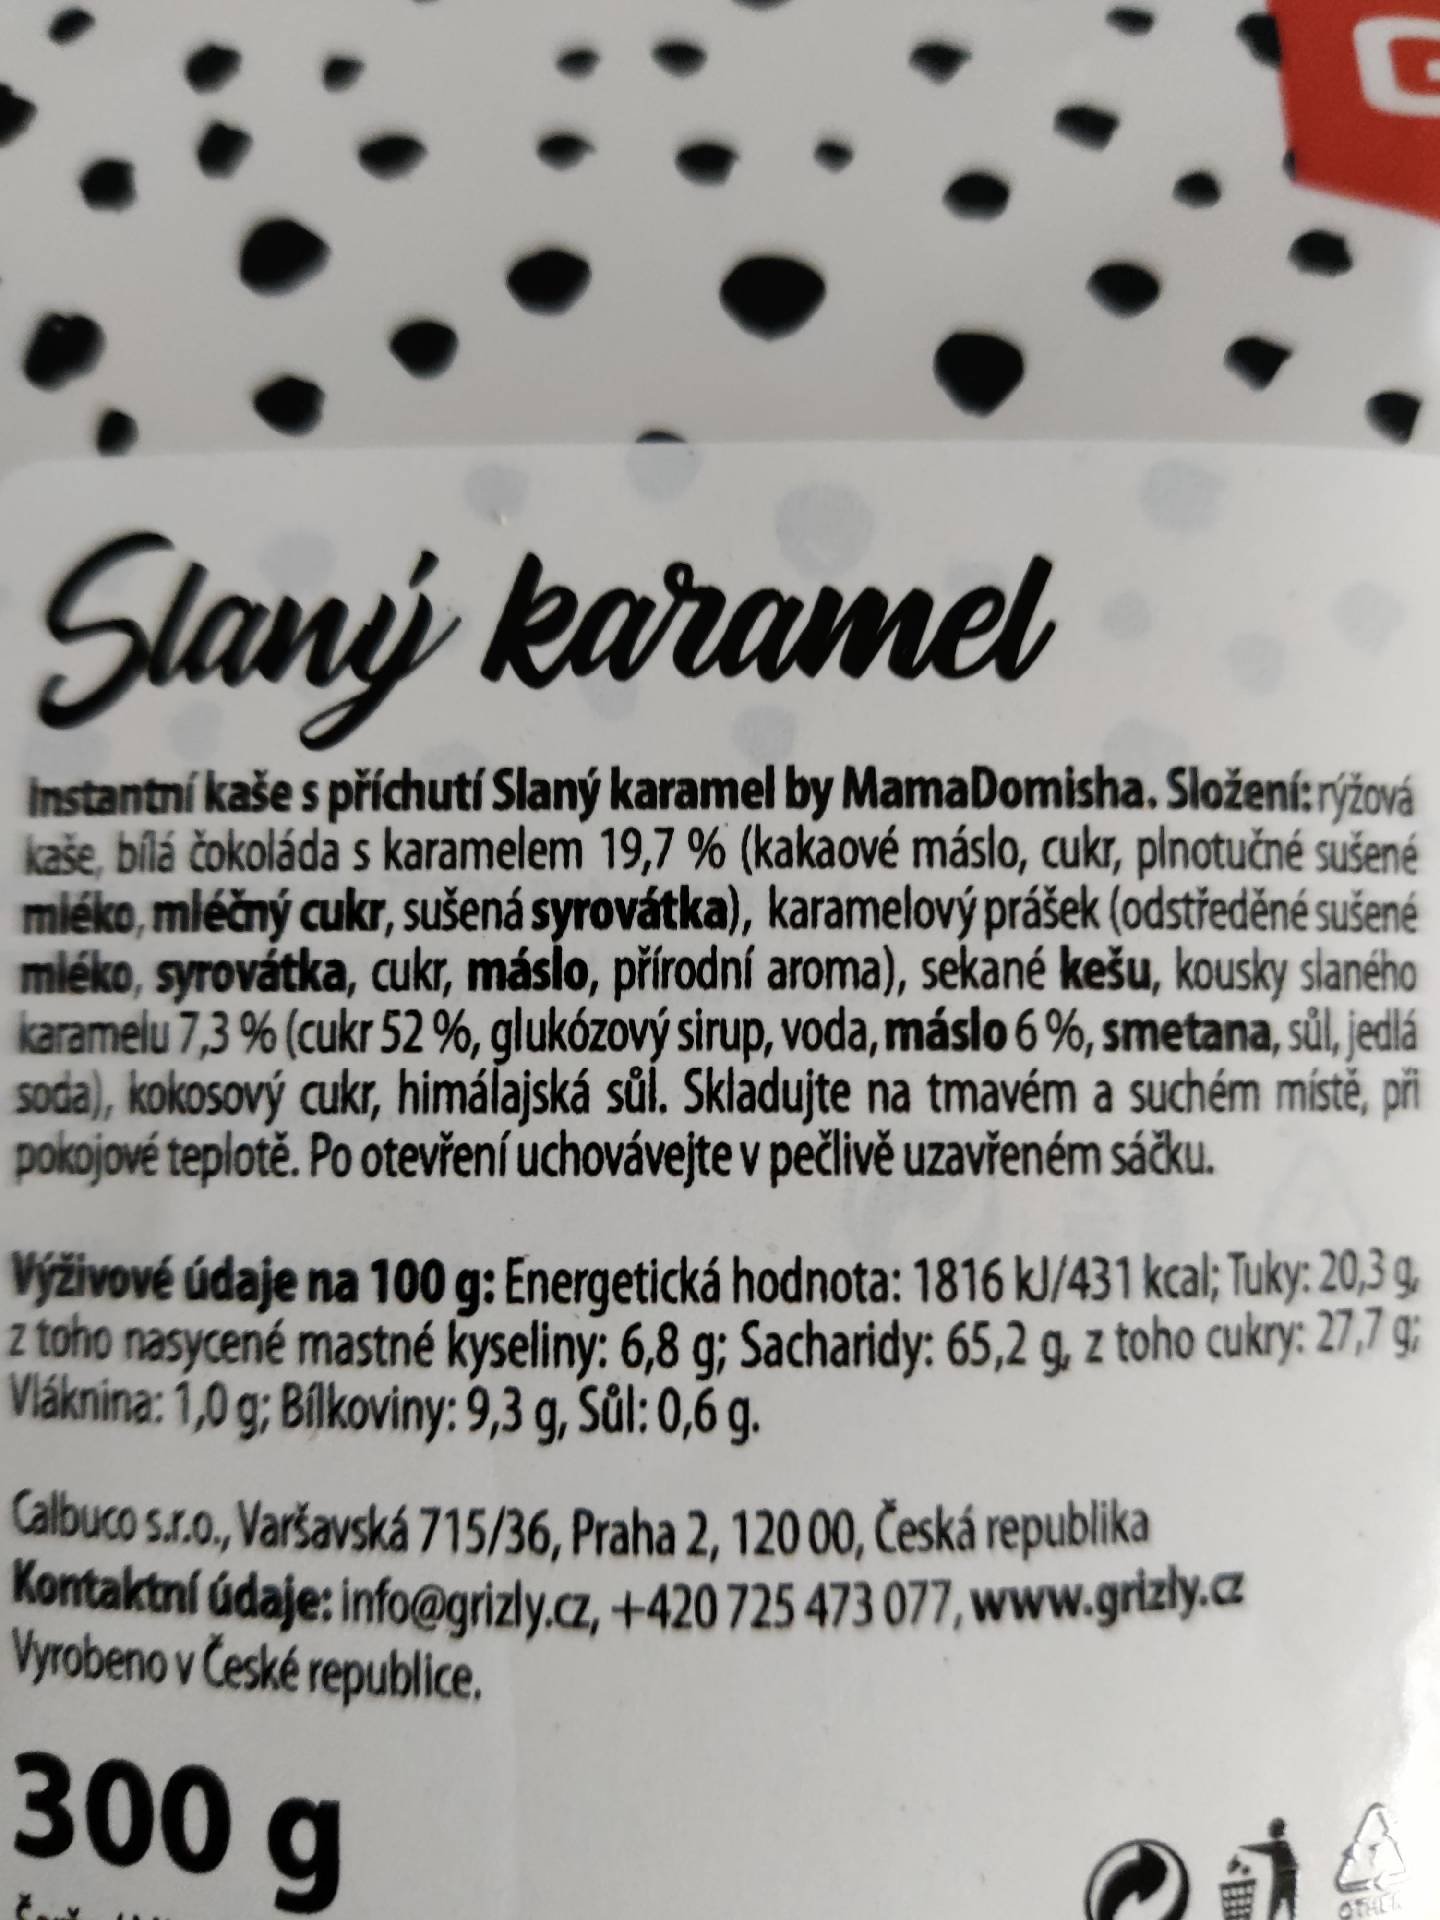 G
Slaný karamel
Instantní kaše s příchutí Slaný karamel by MamaDomisha. Složení: rýžová
kaše, bílá čokoláda s karamelem 19,7 % (kakaové máslo, cukr, plnotučné sušené
mléko, mléčný cukr, sušená syrovátka), karamelový prášek (odstředěné sušené
mléko, syrovátka, cukr, máslo, přírodní aroma), sekané kešu, kousky slaného
karamelu 7,3 % (cukr 52 %, glukózový sirup, voda, máslo 6 %, smetana, sůl, jedlá
soda), kokosový cukr, himálajská sůl. Skladujte na tmavém a suchém místě, při
pokojové teplotě. Po otevření uchovávejte v pečlivě uzavřeném sáčku.
Výživové údaje na 100 g: Energetická hodnota: 1816 kJ/431 kcal; Tuky: 20,3 g,
z toho nasycené mastné kyseliny: 6,8 g; Sacharidy: 65,2 g, z toho cukry: 27,7 g;
Vláknina: 1,0 g; Bílkoviny: 9,3 g, Sůl: 0,6 g.
Calbuco s.r.o., Varšavská 715/36, Praha 2, 120 00, Česká republika
Kontaktní údaje: info@grizly.cz, +420 725 473 077, www.grizly.cz
Vyrobeno v České republice.
300 g
OTHER